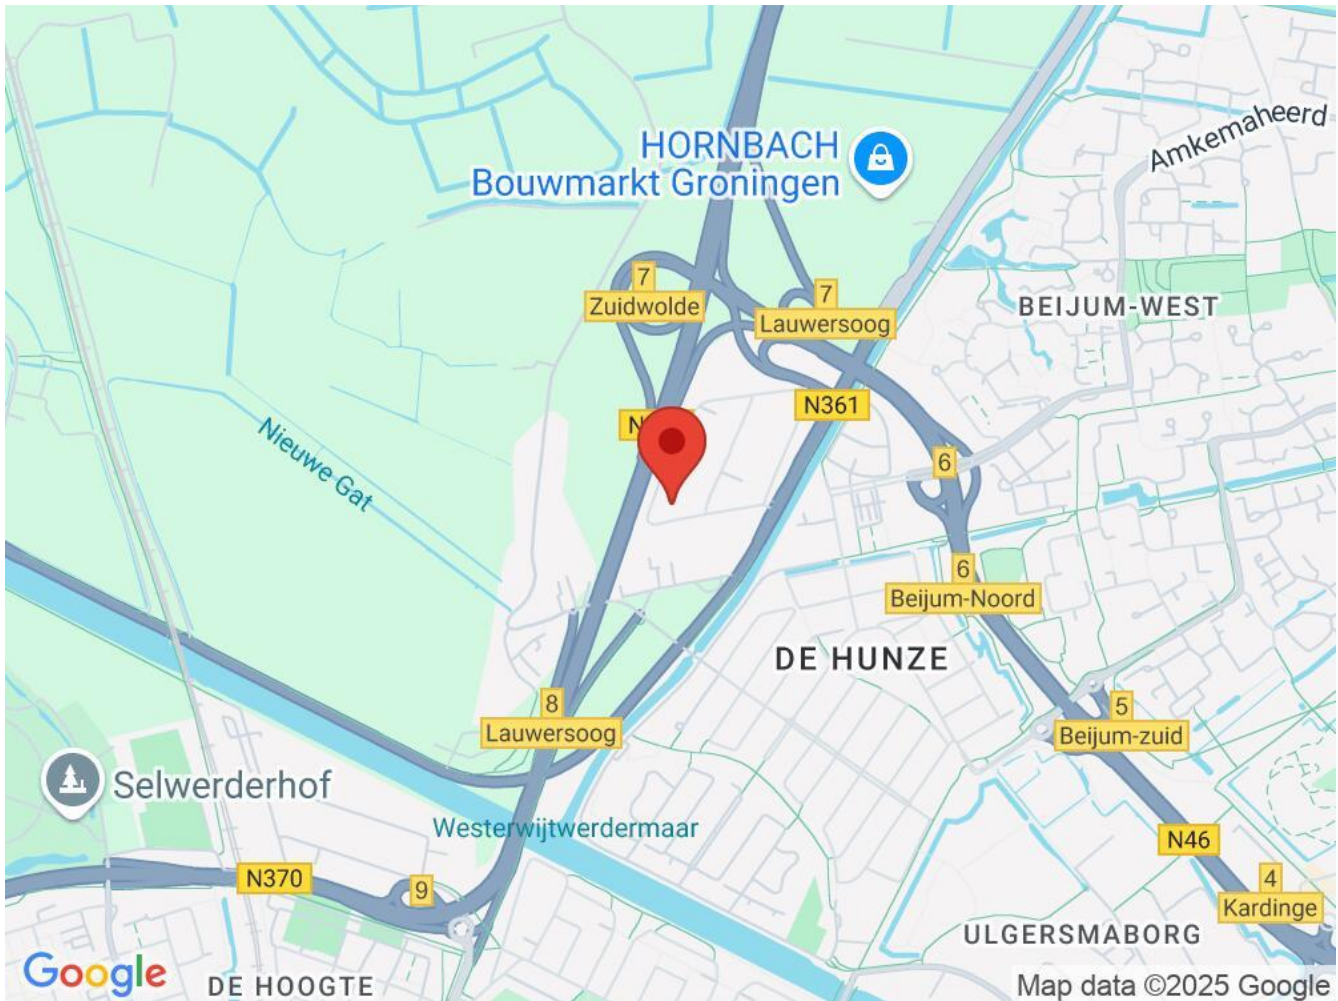 Amkemaheerd
HORNBACH
Bouwmarkt Groningen
7
Zuidwolde
7
Lauwersoog
BEIJUM-WEST
N361
N
Nieuwe Gat
6
6
Beijum-Noord
DE HUNZE
8
Lauwersoog
5
Beijum-zuid
Selwerderhof
Westerwijtwerdermaar
N46
N370
9
4
Kardinge
ULGERSMABORG
Google
DE HOOGTE
Map data ©2025 Google